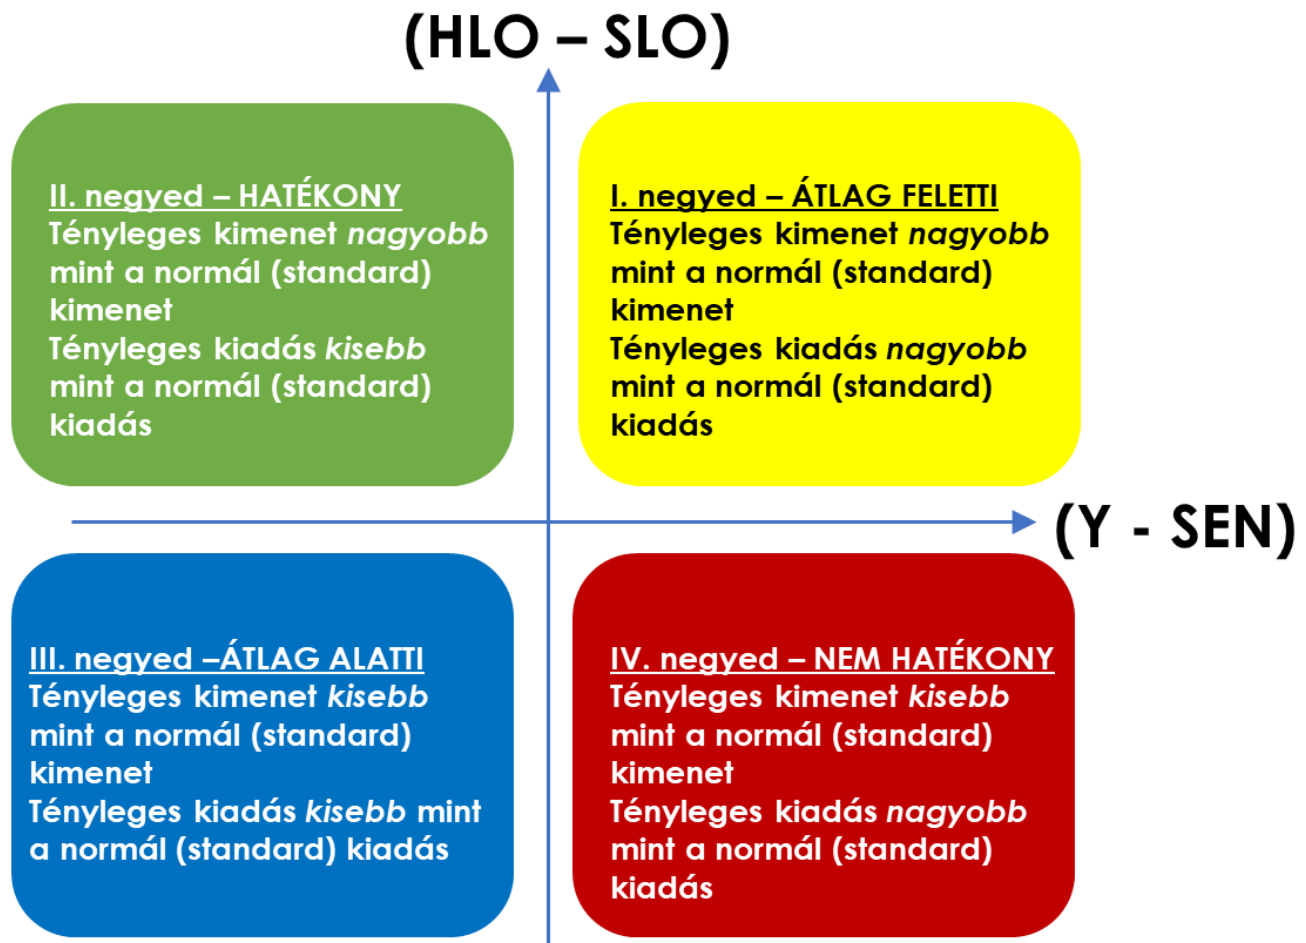 (HLO – SLO)
II. negyed – HATÉKONY
Tényleges kimenet nagyobb
mint a normál (standard)
kimenet
Tényleges kiadás kisebb
mint a normál (standard)
kiadás
I. negyed – ÁTLAG FELETTI
Tényleges kimenet nagyobb
mint a normál (standard)
kimenet
Tényleges kiadás nagyobb
mint a normál (standard)
kiadás
(Y - SEN)
III. negyed –ÁTLAG ALATTI
Tényleges kimenet kisebb
mint a normál (standard)
kimenet
Tényleges kiadás kisebb mint
a normál (standard) kiadás
IV. negyed – NEM HATÉKONY
Tényleges kimenet kisebb
mint a normál (standard)
kimenet
Tényleges kiadás nagyobb
mint a normál (standard)
kiadás